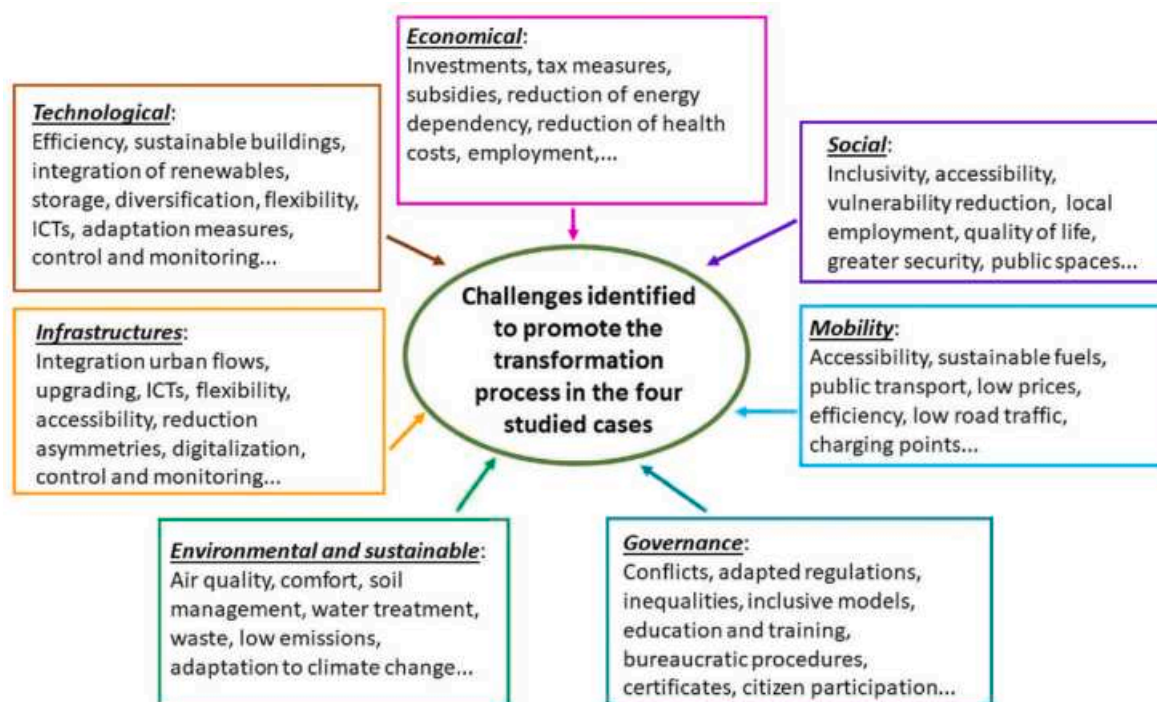 Economical:
Investments, tax measures,
subsidies, reduction of energy
dependency, reduction of health
costs, employment,...
Technological:
Efficiency, sustainable buildings,
integration of renewables,
storage, diversification, flexibility,
ICTs, adaptation measures,
control and monitoring...
Social:
Inclusivity, accessibility,
vulnerability reduction, local
employment, quality of life,
greater security, public spaces...
Challenges identified
to promote the
transformation
process in the four
studied cases
Infrastructures:
Integration urban flows,
upgrading, ICTs, flexibility,
accessibility, reduction
asymmetries, digitalization,
control and monitoring...
Mobility:
Accessibility, sustainable fuels,
public transport, low prices,
efficiency, low road traffic,
charging points...
Environmental and sustainable:
Air quality, comfort, soil
management, water treatment,
waste, low emissions,
adaptation to climate change...
Governance:
Conflicts, adapted regulations,
inequalities, inclusive models,
education and training,
bureaucratic procedures,
certificates, citizen participation...